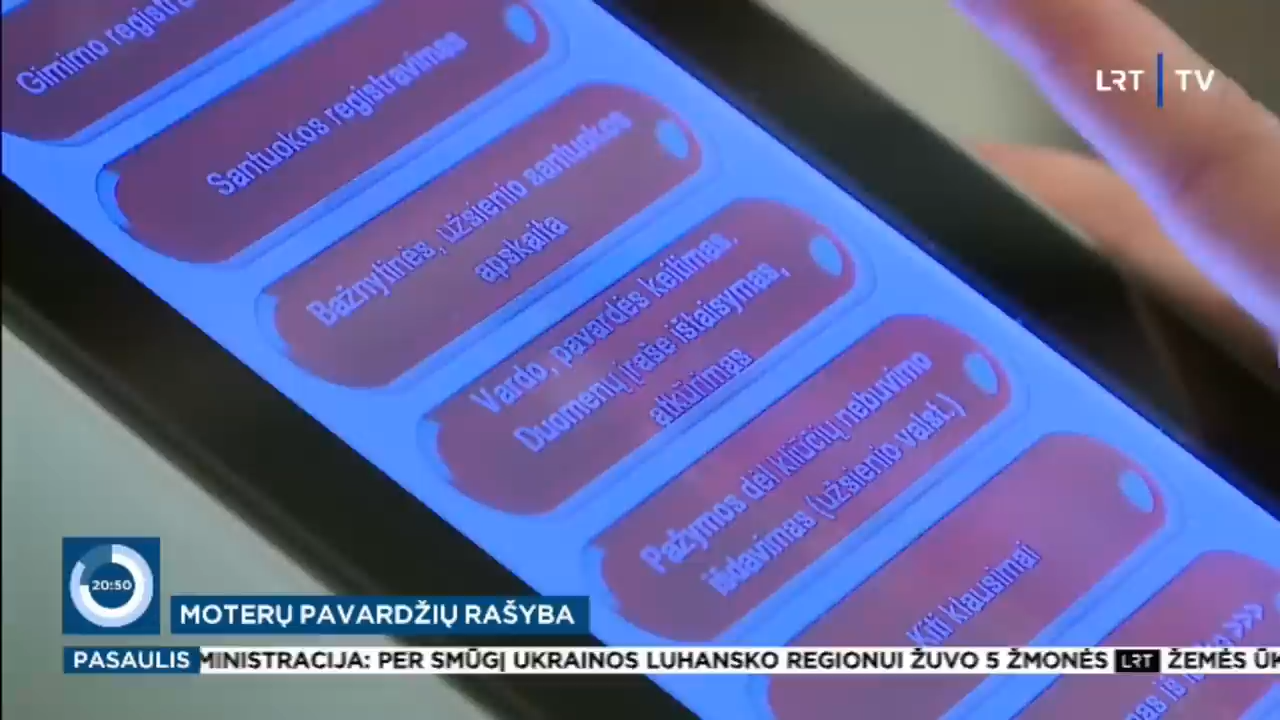 LRT TV
Gimimo registra
Santuokos registravimas
Bažnytinės, užsienio santuokos
apskaita
Vardo, pavardės keitimas.
Duomenų įraše ištaisymas,
atkūrimas
Pažymos dėl kliūčių nebuvimo
išdavimas (užsienio valst.)
Kiti klausimai
20:50
MOTERŲ PAVARDŽIŲ RAŠYBA
PASAULIS MINISTRACIJA: PER SMŪGĮ UKRAINOS LUHANSKO REGIONUI ŽUVO 5 ŽMONĖS LRT ŽEMĖS ŪK